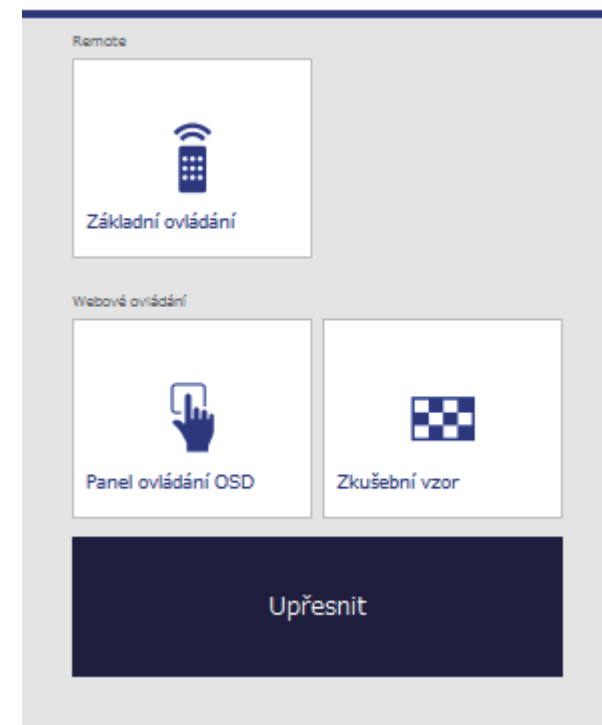 Remote
Základní ovládání
Webové ovládání
Panel ovládání OSD
Zkušební vzor
Upřesnit